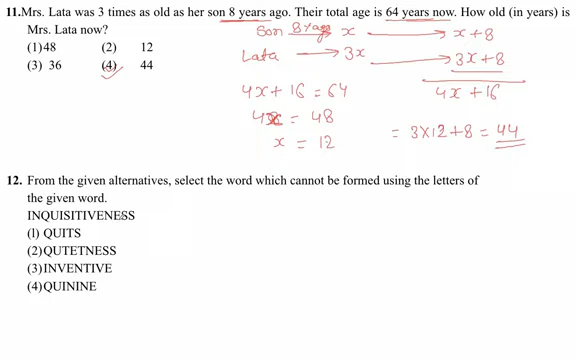 11.Mrs. Lata was 3 times as old as her son 8 years ago. Their total age is 64 years now. How old (in years) is
Mrs. Lata now?
(1)48 (2) 12
(3) 36 (4) 44
Son 8 Y ago x → x + 8
Lata → 3x → 3x + 8
4x + 16
4x + 16 = 64
4x = 48
x = 12
= 3 x 12 + 8 = 44
12. From the given alternatives, select the word which cannot be formed using the letters of
the given word.
INQUISITIVENESS
(l) QUITS
(2)QUTETNESS
(3)INVENTIVE
(4)QUININE